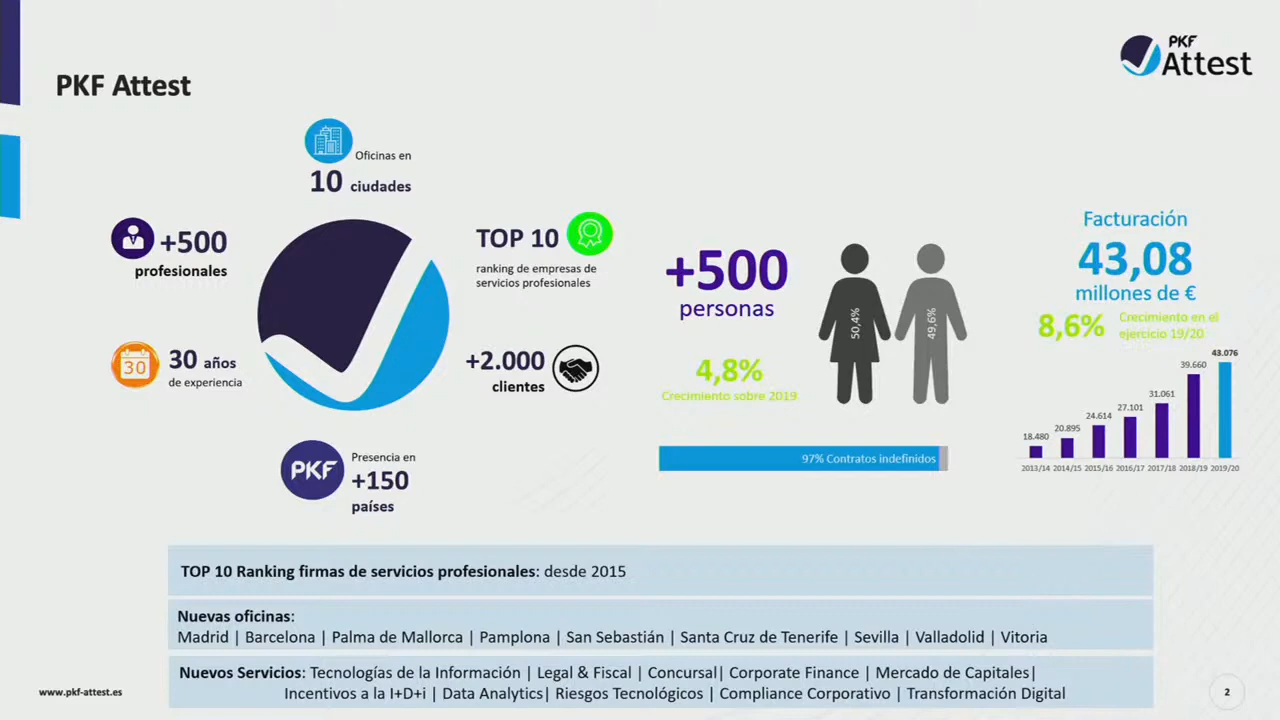 PKF
Attest
PKF Attest
Oficinas en
10 ciudades
+500
profesionales
TOP 10
ranking de empresas de
servicios profesionales
30
30 años
de experiencia
+2.000
clientes
PKF
Presencia en
+150
países
+500
personas
4,8%
Crecimiento sobre 2019
50,4%
49,6%
97% Contratos indefinidos
Facturación
43,08
millones de €
8,6%
Crecimiento en el
ejercicio 19/20
18.480
20.895
24.614
27.101
31.061
39.660
43.076
2013/14 2014/15 2015/16 2016/17 2017/18 2018/19 2019/20
TOP 10 Ranking firmas de servicios profesionales: desde 2015
Nuevas oficinas:
Madrid | Barcelona | Palma de Mallorca | Pamplona | San Sebastián | Santa Cruz de Tenerife | Sevilla | Valladolid | Vitoria
Nuevos Servicios: Tecnologías de la Información | Legal & Fiscal | Concursal| Corporate Finance | Mercado de Capitales|
Incentivos a la I+D+i | Data Analytics| Riesgos Tecnológicos | Compliance Corporativo | Transformación Digital
www.pkf-attest.es
2